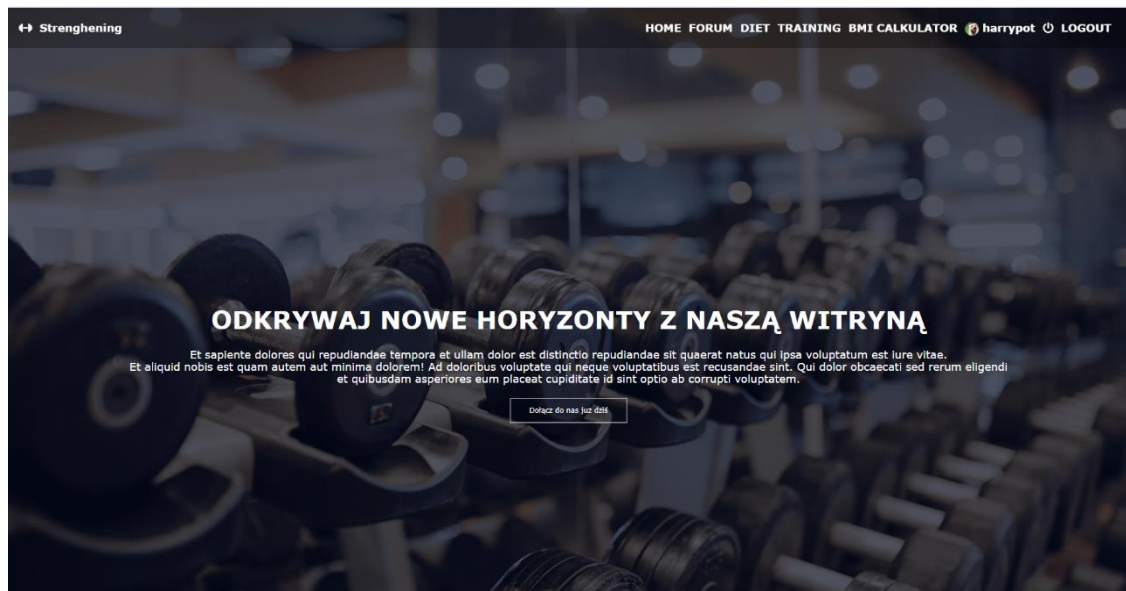 Strenghening
HOME FORUM DIET TRAINING BMI CALKULATOR harrypot LOGOUT
ODKRYWAJ NOWE HORYZONTY Z NASZĄ WITRYNĄ
Et sapiente dolores qui repudiandae tempora et ullam dolor est distinctio repudiandae sit quaerat natus qui ipsa voluptatum est iure vitae.
Et aliquid nobis est quam autem aut minima dolorem! Ad doloribus voluptate qui neque voluptatibus est recusandae sint. Qui dolor obcaecati sed rerum eligendi
et quibusdam asperiores eum placeat cupiditate id sint optio ab corrupti voluptatem.
Dołącz do nas juz dziś